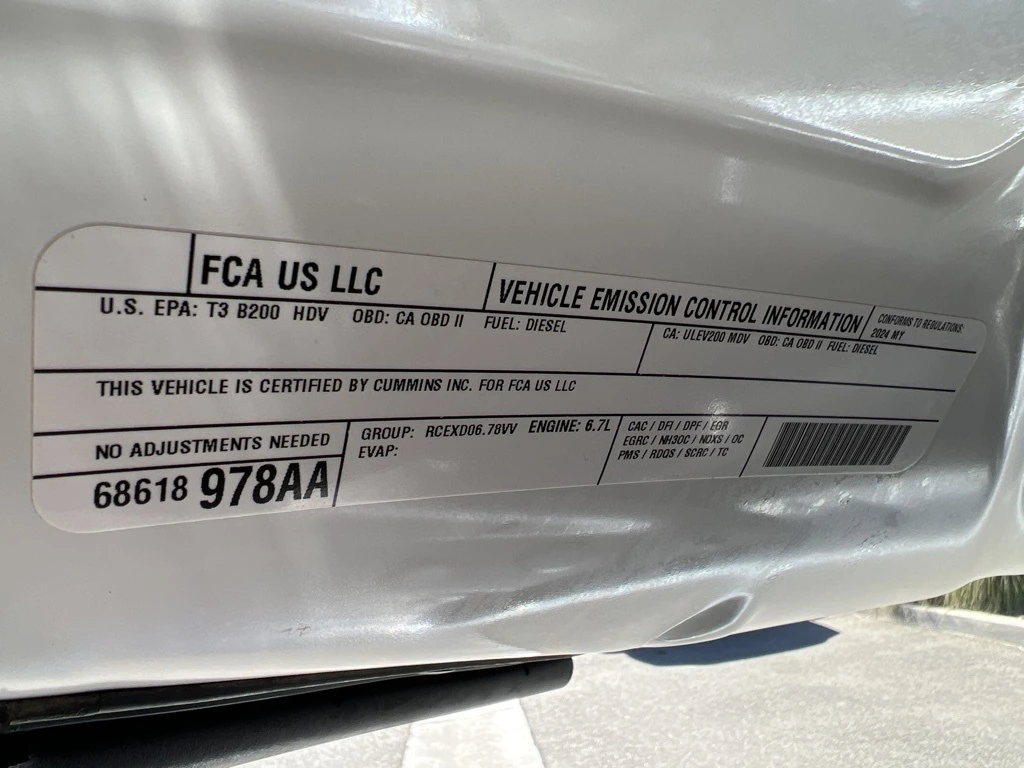 FCA US LLC
VEHICLE EMISSION CONTROL INFORMATION
CONFORMS TO REGULATIONS:
2024 MY
U.S. EPA: T3 B200 HDV OBD: CA OBD II FUEL: DIESEL
CA: ULEV200 MDV OBD: CA OBD II FUEL: DIESEL
THIS VEHICLE IS CERTIFIED BY CUMMINS INC. FOR FCA US LLC
NO ADJUSTMENTS NEEDED
68618 978AA
GROUP: RCEXD06.78VV ENGINE: 6.7L
EVAP:
CAC / DFI / DPF / EGR
EGRC / NH3OC / NOXS / OC
PMS / RDQS / SCRC / TC